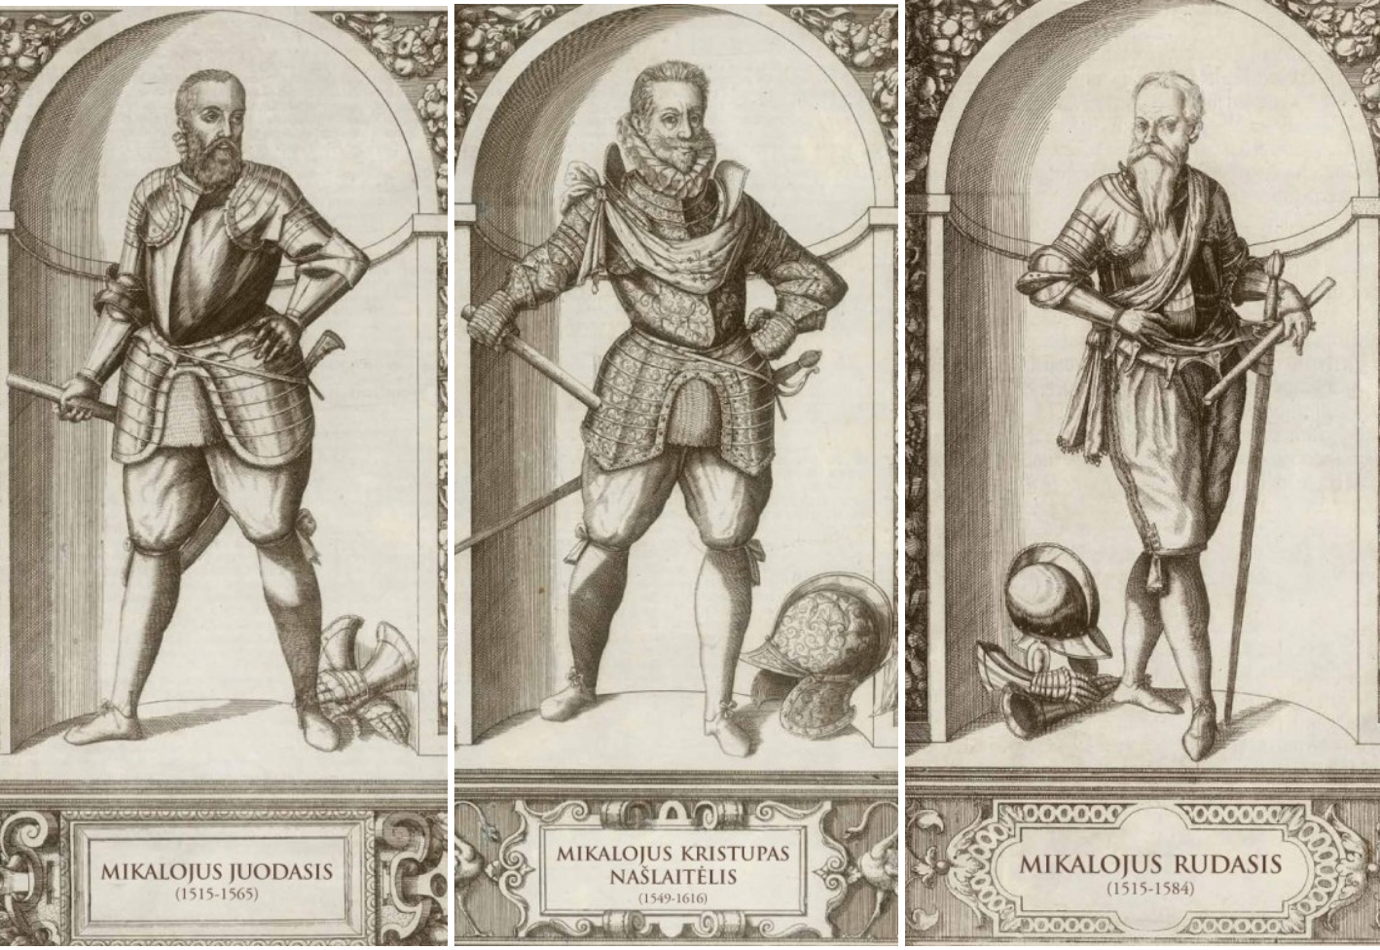 MIKALOJUS JUODASIS
(1515-1565)
MIKALOJUS KRISTUPAS
NAŠLAITĖLIS
(1549-1616)
MIKALOJUS RUDASIS
(1515-1584)